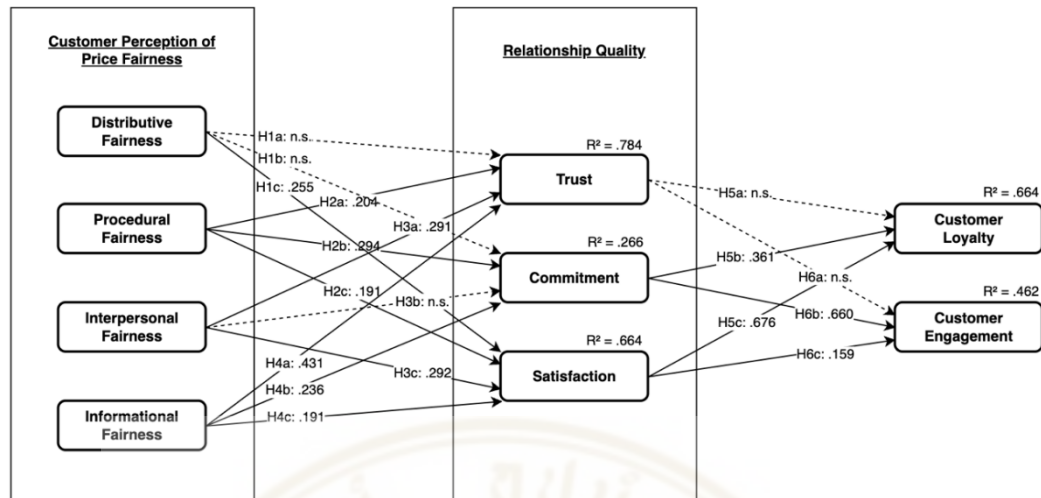 Customer Perception of
Price Fairness
Relationship Quality
Distributive
Fairness
Procedural
Fairness
Interpersonal
Fairness
Informational
Fairness
H1a: n.s.
H1b: n.s.
H1c: .255
H2a: .204
H3a: .291
H2b: .294
H2c: .191
H3b: n.s.
H4a: .431
H3c: .292
H4b: .236
H4c: .191
R² = .784
Trust
R² = .266
Commitment
R² = .664
Satisfaction
H5a: n.s.
H5b: .361
H6a: n.s.
H6b: .660
H5c: .676
H6c: .159
R² = .664
Customer
Loyalty
R² = .462
Customer
Engagement